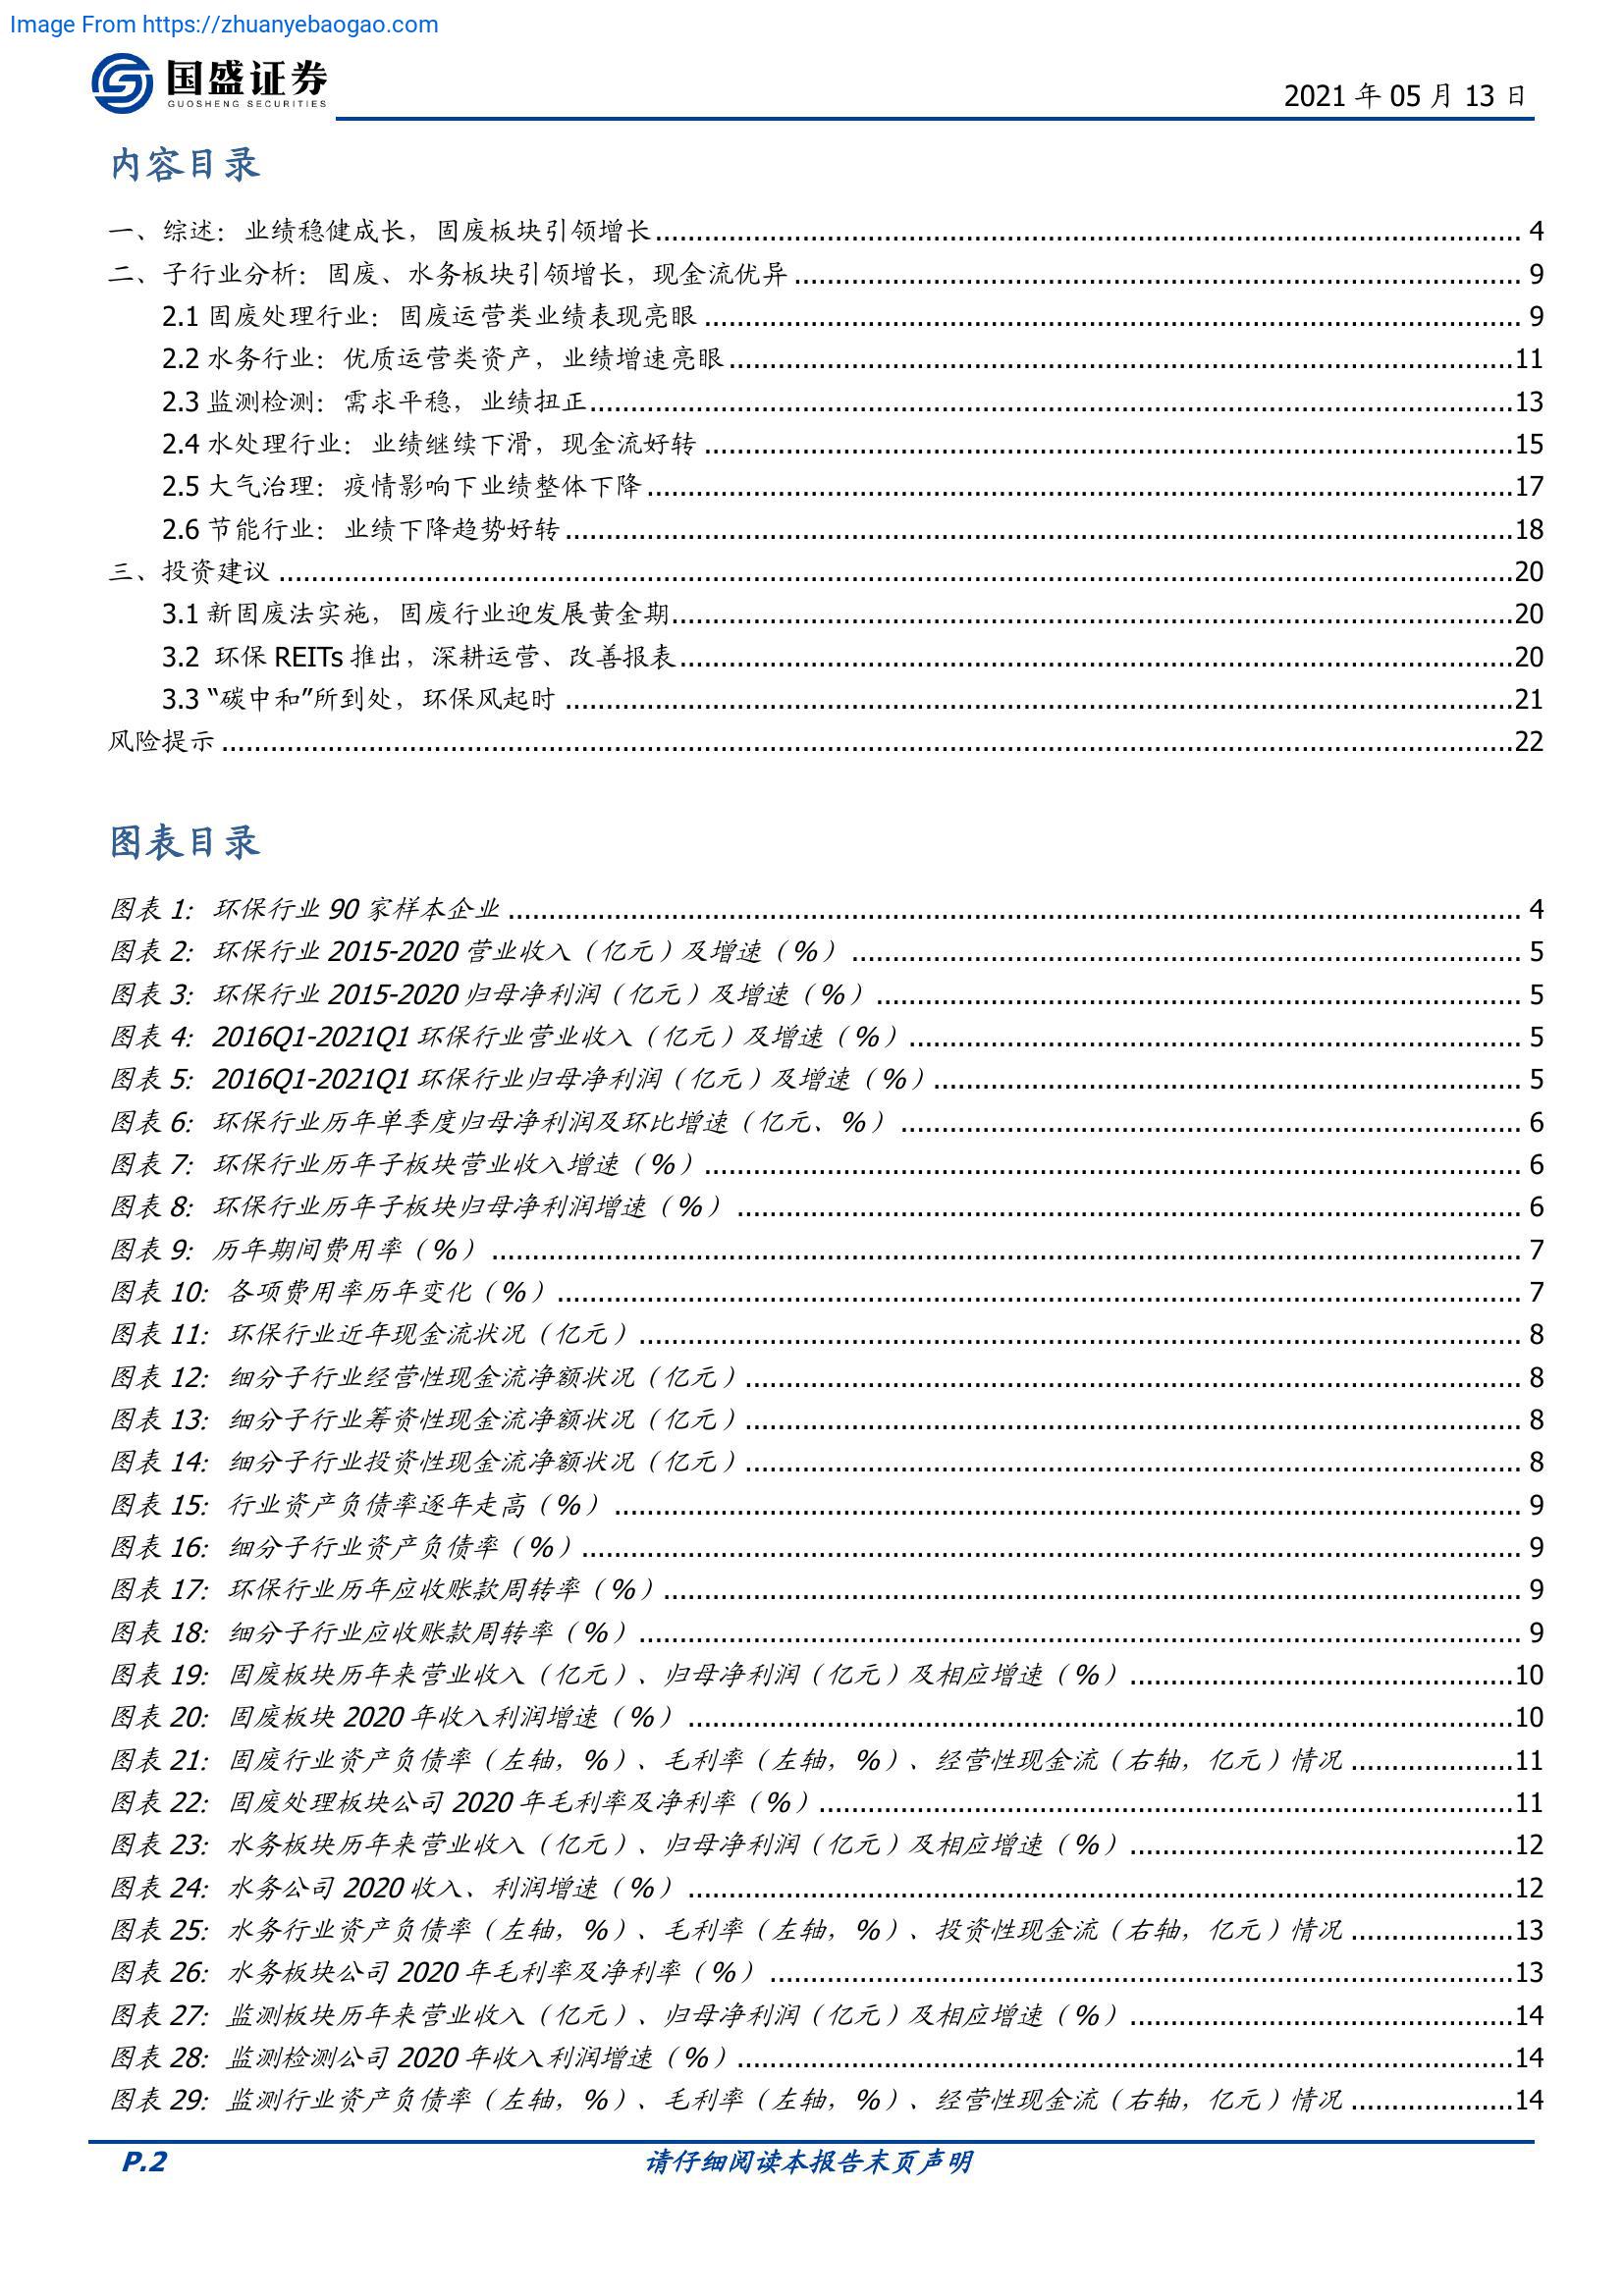 Image From https://zhuanyebaogao.com
国盛证券
GUOSHENG SECURITIES
2021 年 05 月 13 日
内容目录
一、综述：业绩稳健成长，固废板块引领增长 4
二、子行业分析：固废、水务板块引领增长，现金流优异 9
2.1 固废处理行业：固废运营类业绩表现亮眼 9
2.2 水务行业：优质运营类资产，业绩增速亮眼 11
2.3 监测检测：需求平稳，业绩扭正 13
2.4 水处理行业：业绩继续下滑，现金流好转 15
2.5 大气治理：疫情影响下业绩整体下降 17
2.6 节能行业：业绩下降趋势好转 18
三、投资建议 20
3.1 新固废法实施，固废行业迎发展黄金期 20
3.2 环保 REITs 推出，深耕运营、改善报表 20
3.3 “碳中和”所到处，环保风起时 21
风险提示 22
图表目录
图表 1：环保行业 90 家样本企业 4
图表 2：环保行业 2015-2020 营业收入（亿元）及增速（%） 5
图表 3：环保行业 2015-2020 归母净利润（亿元）及增速（%） 5
图表 4：2016Q1-2021Q1 环保行业营业收入（亿元）及增速（%） 5
图表 5：2016Q1-2021Q1 环保行业归母净利润（亿元）及增速（%） 5
图表 6：环保行业历年单季度归母净利润及环比增速（亿元、%） 6
图表 7：环保行业历年子板块营业收入增速（%） 6
图表 8：环保行业历年子板块归母净利润增速（%） 6
图表 9：历年期间费用率（%） 7
图表 10：各项费用率历年变化（%） 7
图表 11：环保行业近年现金流状况（亿元） 8
图表 12：细分子行业经营性现金流净额状况（亿元） 8
图表 13：细分子行业筹资性现金流净额状况（亿元） 8
图表 14：细分子行业投资性现金流净额状况（亿元） 8
图表 15：行业资产负债率逐年走高（%） 9
图表 16：细分子行业资产负债率（%） 9
图表 17：环保行业历年应收账款周转率（%） 9
图表 18：细分子行业应收账款周转率（%） 9
图表 19：固废板块历年来营业收入（亿元）、归母净利润（亿元）及相应增速（%） 10
图表 20：固废板块 2020 年收入利润增速（%） 10
图表 21：固废行业资产负债率（左轴，%）、毛利率（左轴，%）、经营性现金流（右轴，亿元）情况 11
图表 22：固废处理板块公司 2020 年毛利率及净利率（%） 11
图表 23：水务板块历年来营业收入（亿元）、归母净利润（亿元）及相应增速（%） 12
图表 24：水务公司 2020 收入、利润增速（%） 12
图表 25：水务行业资产负债率（左轴，%）、毛利率（左轴，%）、投资性现金流（右轴，亿元）情况 13
图表 26：水务板块公司 2020 年毛利率及净利率（%） 13
图表 27：监测板块历年来营业收入（亿元）、归母净利润（亿元）及相应增速（%） 14
图表 28：监测检测公司 2020 年收入利润增速（%） 14
图表 29：监测行业资产负债率（左轴，%）、毛利率（左轴，%）、经营性现金流（右轴，亿元）情况 14
P.2 请仔细阅读本报告末页声明